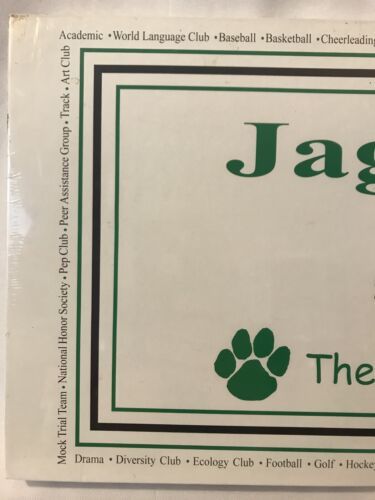 Academic • World Language Club • Baseball • Basketball • Cheerleading
Mock Trial Team • National Honor Society • Pep Club • Peer Assistance Group • Track • Art Club
Jag
The
Drama • Diversity Club • Ecology Club • Football • Golf • Hockey